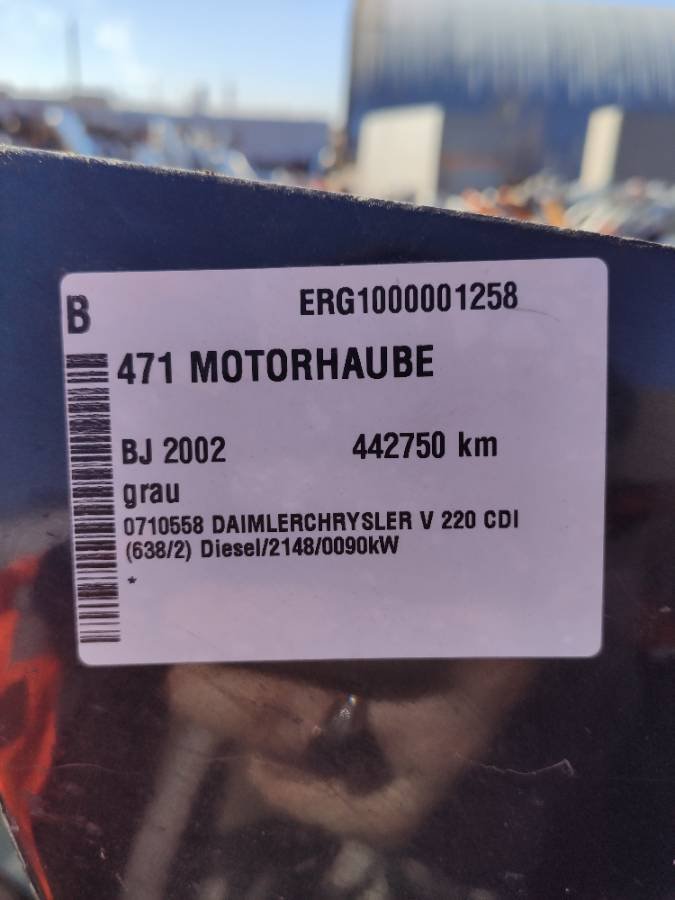 B
ERG1000001258
471 MOTORHAUBE
BJ 2002 442750 km
grau
0710558 DAIMLERCHRYSLER V 220 CDI
(638/2) Diesel/2148/0090kW
*